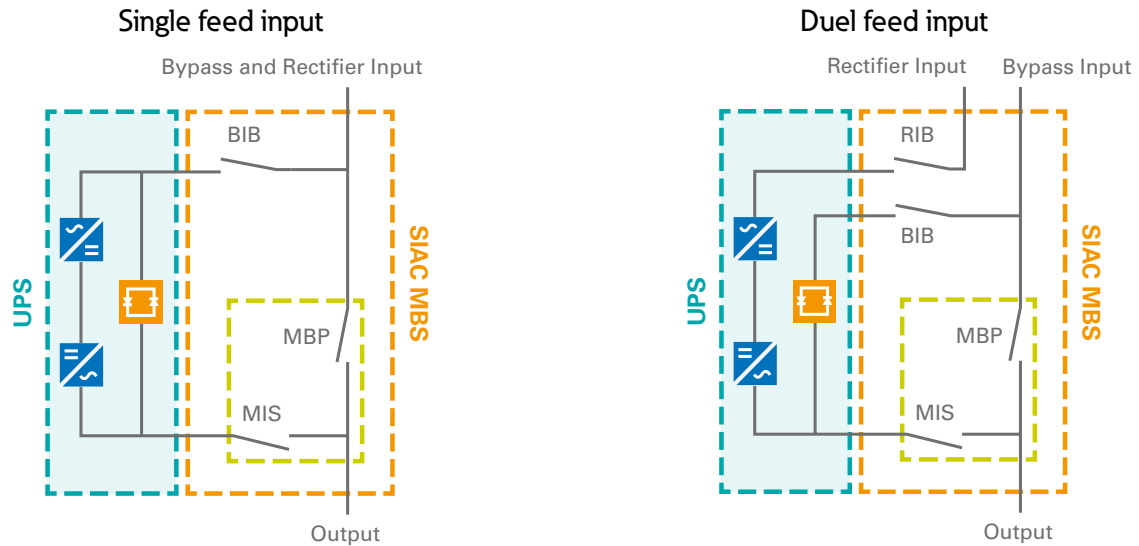 Single feed input
Bypass and Rectifier Input
BIB
UPS
SIAC MBS
MBP
MIS
Output
Duel feed input
Rectifier Input
Bypass Input
RIB
BIB
UPS
SIAC MBS
MBP
MIS
Output